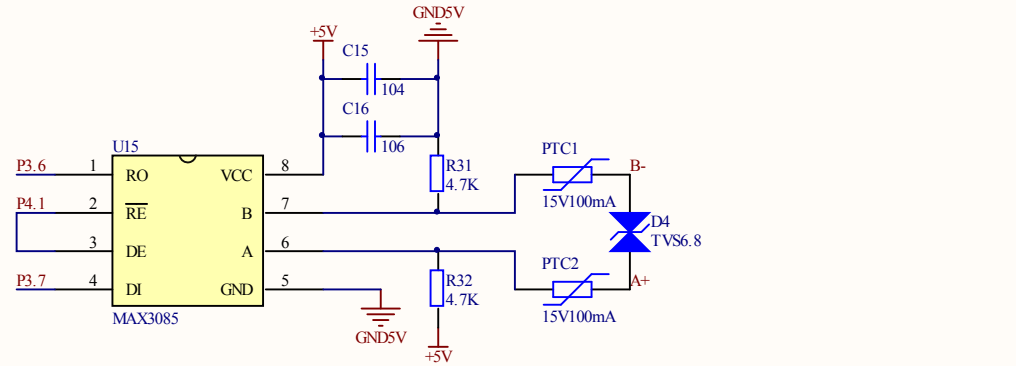 GND5V
+5V
C15
104
C16
106
U15
P3.6 1 RO VCC 8
P4.1 2 RE B 7
3 DE A 6
P3.7 4 DI GND 5
MAX3085
R31
4.7K
PTC1
B-
15V100mA
D4
TVS6.8
PTC2
A+
15V100mA
R32
4.7K
GND5V
+5V